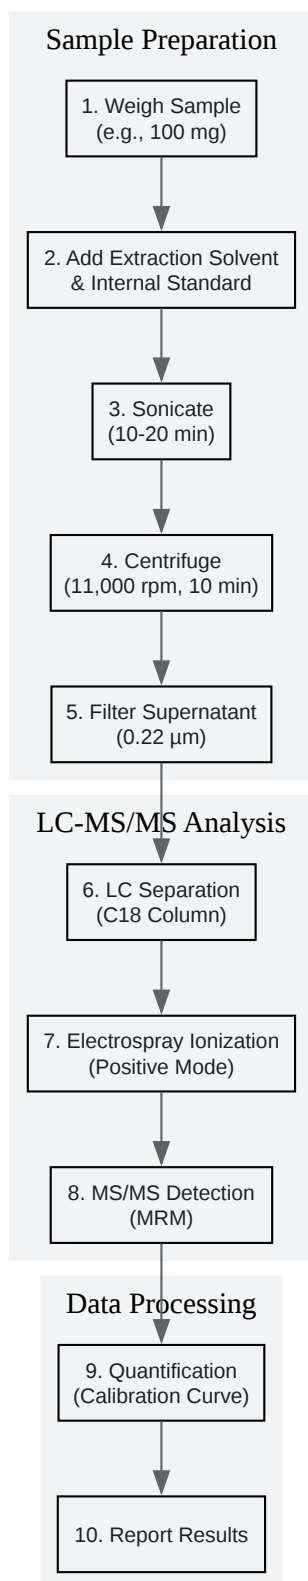 Sample Preparation
1. Weigh Sample
(e.g., 100 mg)
2. Add Extraction Solvent
& Internal Standard
3. Sonicate
(10-20 min)
4. Centrifuge
(11,000 rpm, 10 min)
5. Filter Supernatant
(0.22 µm)
LC-MS/MS Analysis
6. LC Separation
(C18 Column)
7. Electrospray Ionization
(Positive Mode)
8. MS/MS Detection
(MRM)
Data Processing
9. Quantification
(Calibration Curve)
10. Report Results